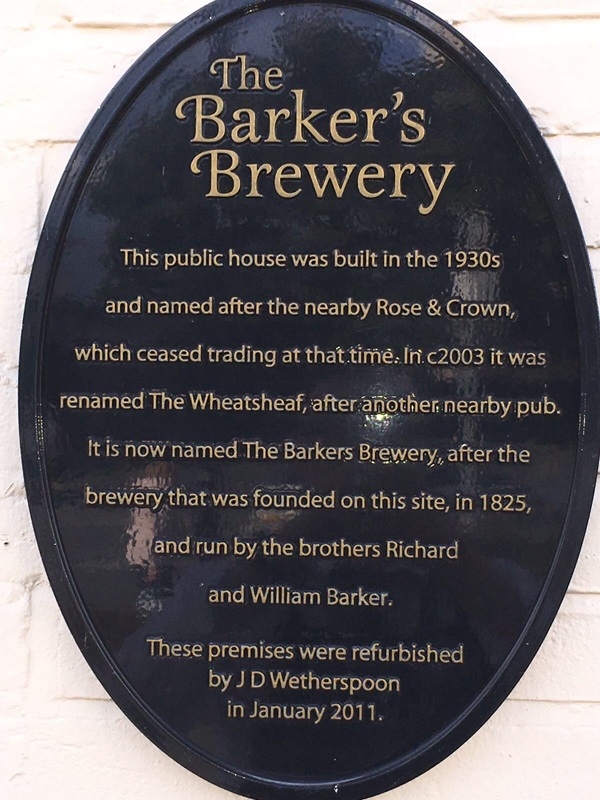 The
Barker's
Brewery
This public house was built in the 1930s
and named after the nearby Rose & Crown,
which ceased trading at that time. In c2003 it was
renamed The Wheatsheaf, after another nearby pub.
It is now named The Barkers Brewery, after the
brewery that was founded on this site, in 1825,
and run by the brothers Richard
and William Barker.
These premises were refurbished
by J D Wetherspoon
in January 2011.